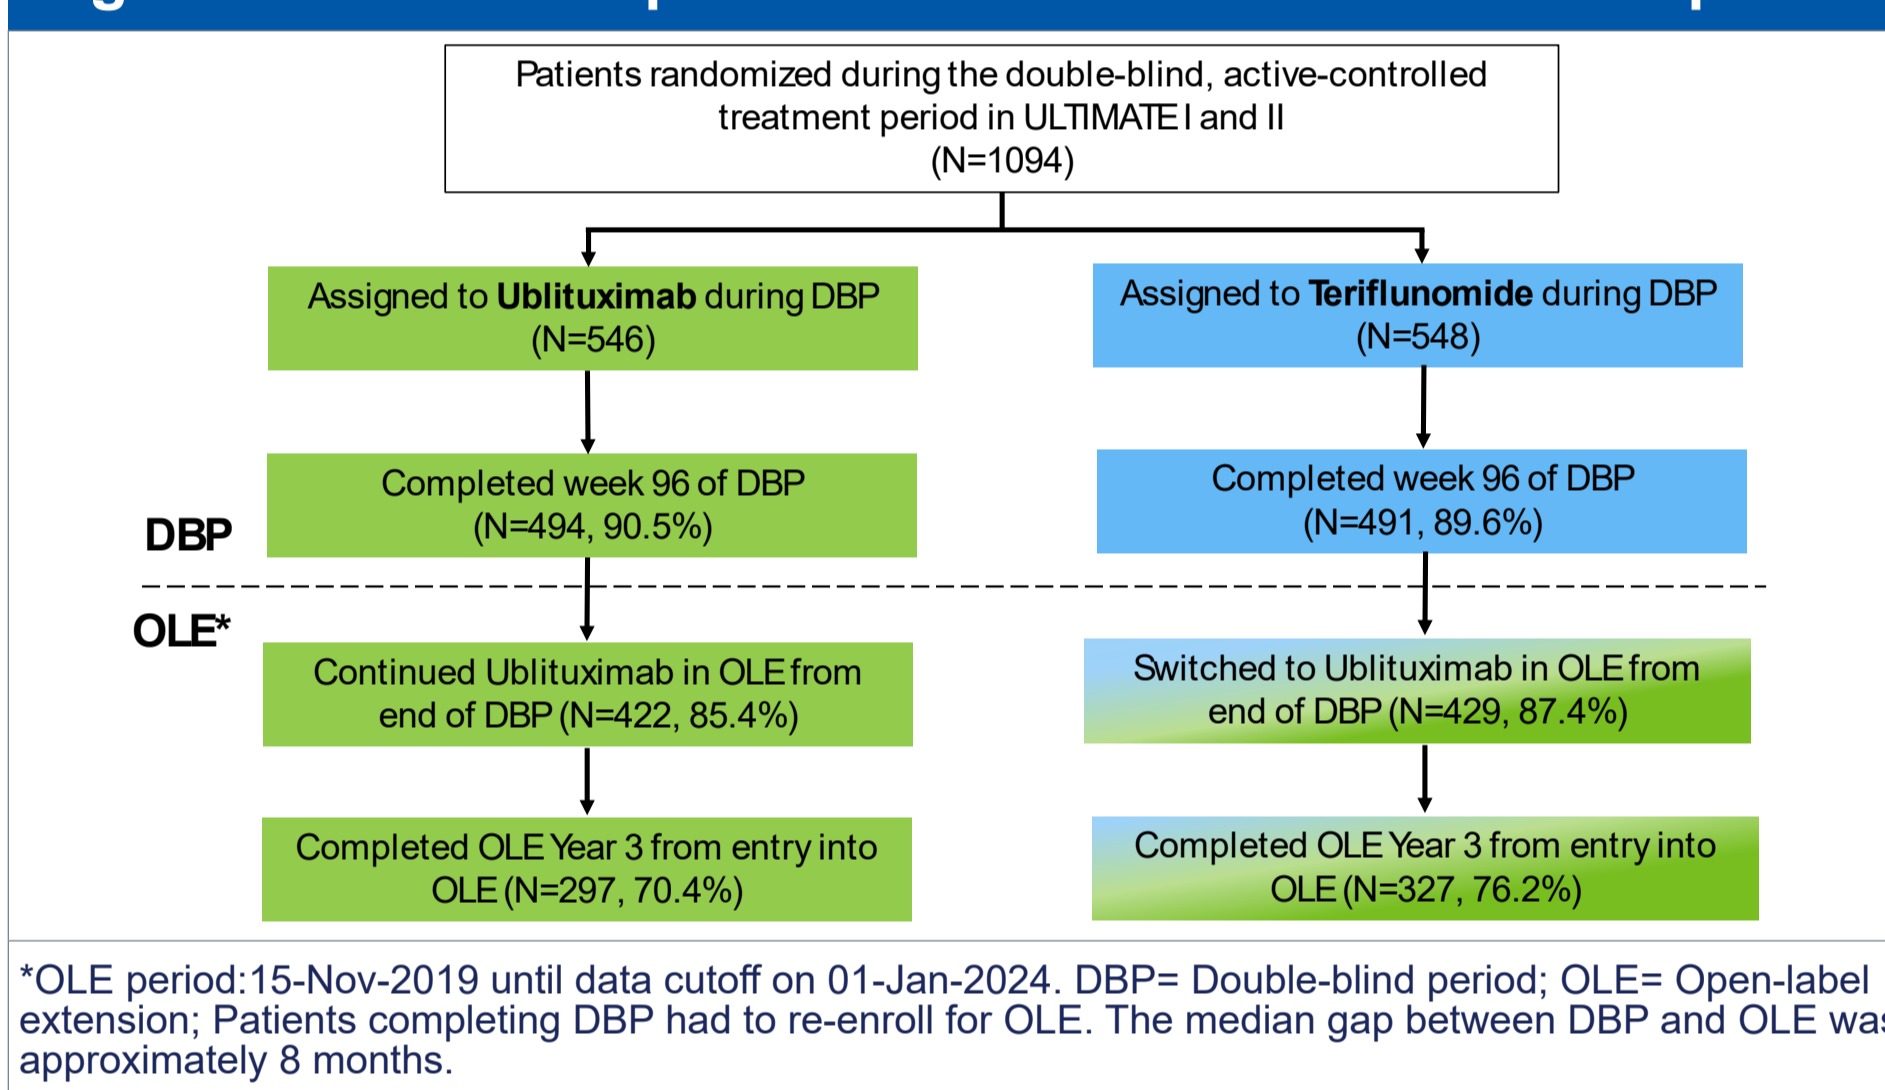 Patients randomized during the double-blind, active-controlled
treatment period in ULTIMATE I and II
(N=1094)
Assigned to Ublituximab during DBP
(N=546)
Assigned to Teriflunomide during DBP
(N=548)
Completed week 96 of DBP
(N=494, 90.5%)
Completed week 96 of DBP
(N=491, 89.6%)
DBP
OLE*
Continued Ublituximab in OLE from
end of DBP (N=422, 85.4%)
Switched to Ublituximab in OLE from
end of DBP (N=429, 87.4%)
Completed OLE Year 3 from entry into
OLE (N=297, 70.4%)
Completed OLE Year 3 from entry into
OLE (N=327, 76.2%)
*OLE period:15-Nov-2019 until data cutoff on 01-Jan-2024. DBP= Double-blind period; OLE= Open-label
extension; Patients completing DBP had to re-enroll for OLE. The median gap between DBP and OLE was
approximately 8 months.